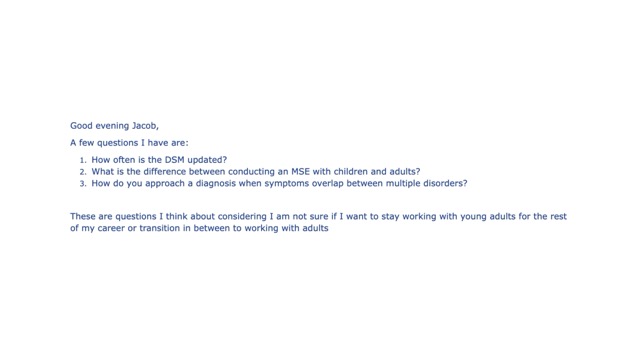 Good evening Jacob,
A few questions I have are:
1. How often is the DSM updated?
2. What is the difference between conducting an MSE with children and adults?
3. How do you approach a diagnosis when symptoms overlap between multiple disorders?
These are questions I think about considering I am not sure if I want to stay working with young adults for the rest
of my career or transition in between to working with adults